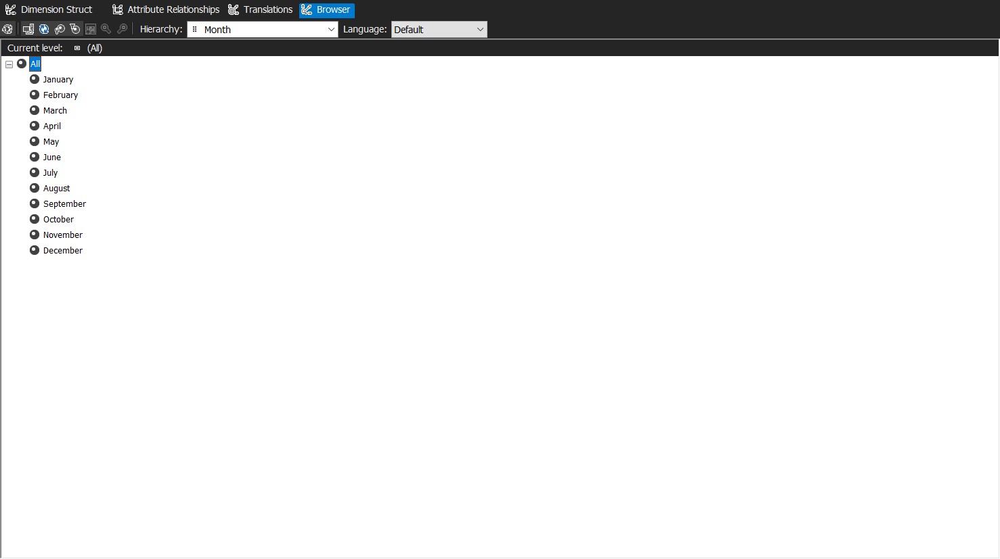 Dimension Struct Attribute Relationships Translations Browser
Hierarchy: Month Language: Default
Current level: (All)
All
January
February
March
April
May
June
July
August
September
October
November
December